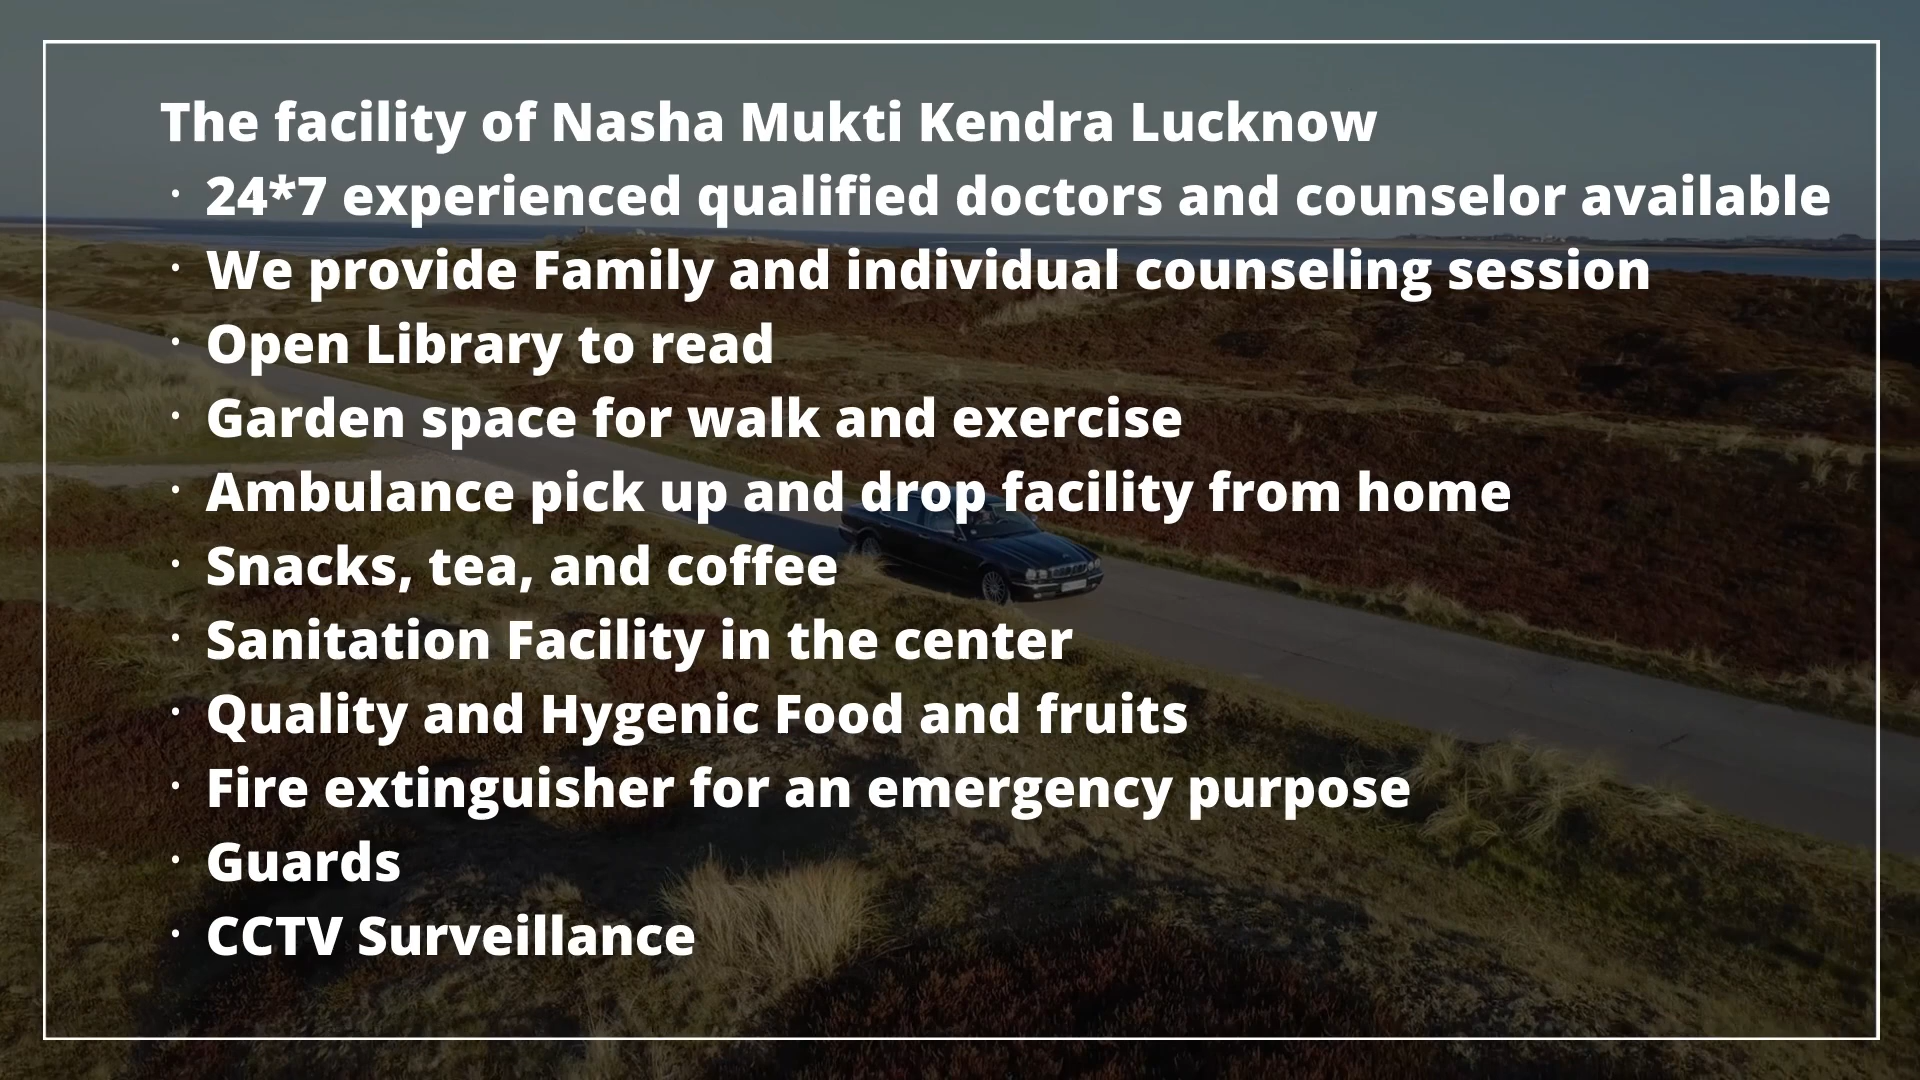 The facility of Nasha Mukti Kendra Lucknow
· 24*7 experienced qualified doctors and counselor available
· We provide Family and individual counseling session
· Open Library to read
· Garden space for walk and exercise
· Ambulance pick up and drop facility from home
· Snacks, tea, and coffee
· Sanitation Facility in the center
· Quality and Hygenic Food and fruits
· Fire extinguisher for an emergency purpose
· Guards
· CCTV Surveillance